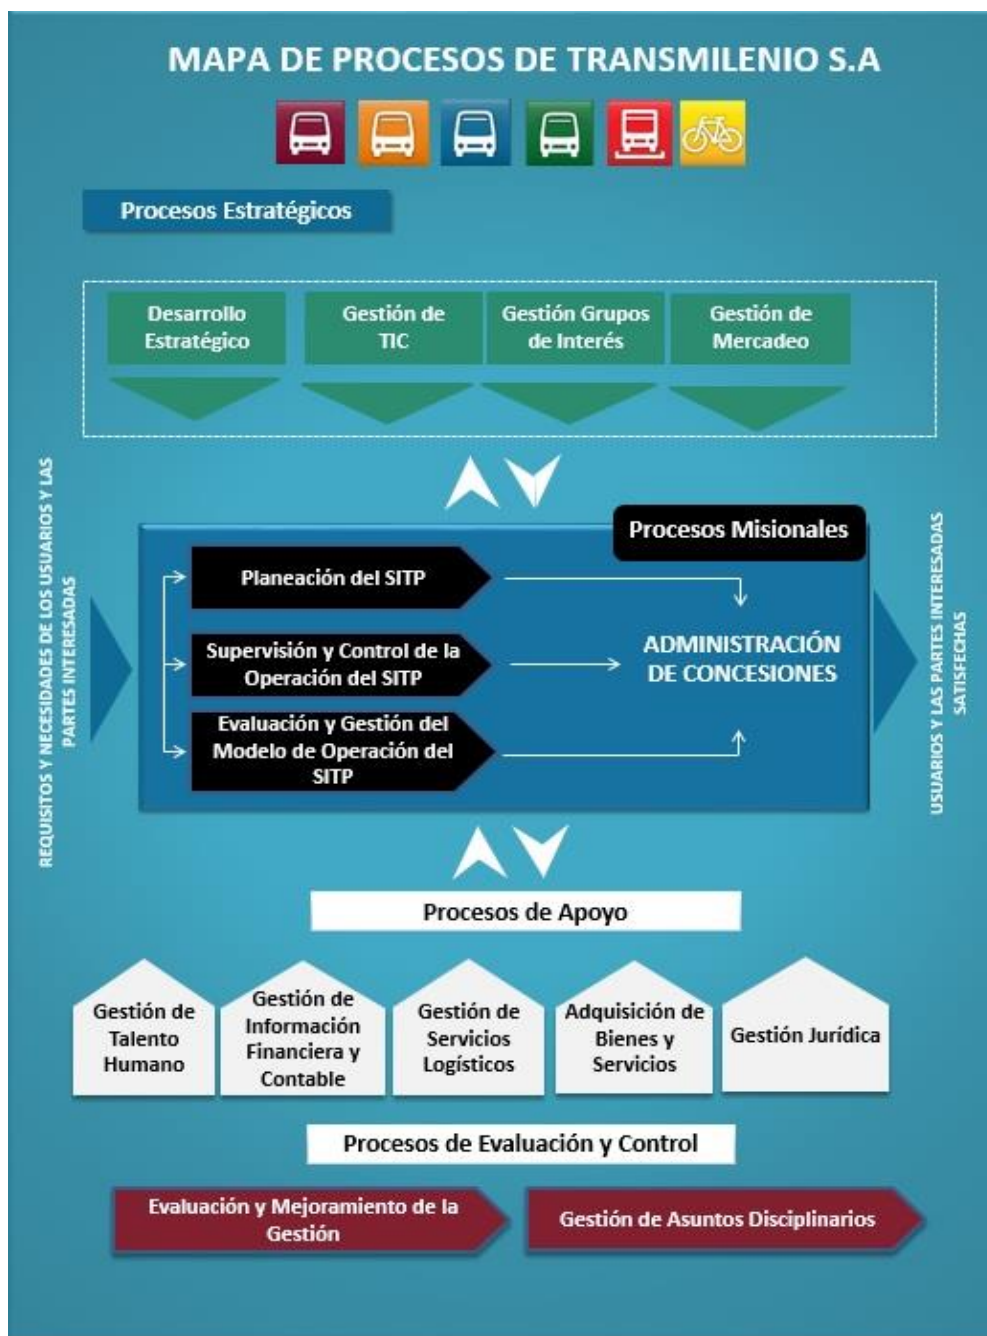 MAPA DE PROCESOS DE TRANSMILENIO S.A
Procesos Estratégicos
Desarrollo
Estratégico
Gestión de
TIC
Gestión Grupos
de Interés
Gestión de
Mercadeo
REQUISITOS Y NECESIDADES DE LOS USUARIOS Y LAS
PARTES INTERESADAS
Procesos Misionales
Planeación del SITP
Supervisión y Control de la
Operación del SITP
Evaluación y Gestión del
Modelo de Operación del
SITP
ADMINISTRACIÓN
DE CONCESIONES
USUARIOS Y LAS PARTES INTERESADAS
SATISFECHAS
Procesos de Apoyo
Gestión de
Talento
Humano
Gestión de
Información
Financiera y
Contable
Gestión de
Servicios
Logísticos
Adquisición de
Bienes y
Servicios
Gestión Jurídica
Procesos de Evaluación y Control
Evaluación y Mejoramiento de la
Gestión
Gestión de Asuntos Disciplinarios